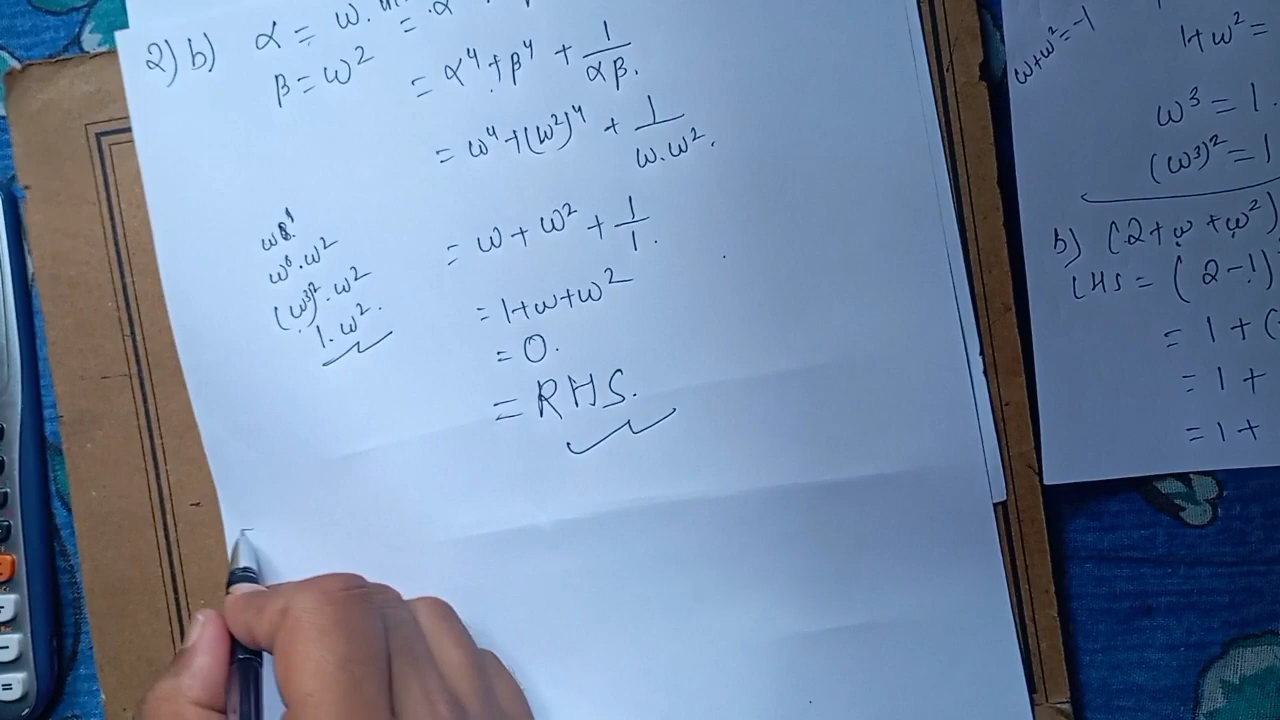 2) b) α = ω.
β = ω²
= α⁴ + β⁴ + 1/αβ.
= ω⁴ + (ω²)⁴ + 1/ω.ω².
= ω + ω² + 1/1.
= 1+ω+ω²
= 0.
= RHS.
ω⁶.ω²
(ω³)².ω²
1.ω².
ω+ω²=-1
1+ω²=
ω³ = 1.
(ω³)² = 1
b) (2+ω+ω²)
LHS = (2-1)
= 1 + (
= 1 +
= 1 +